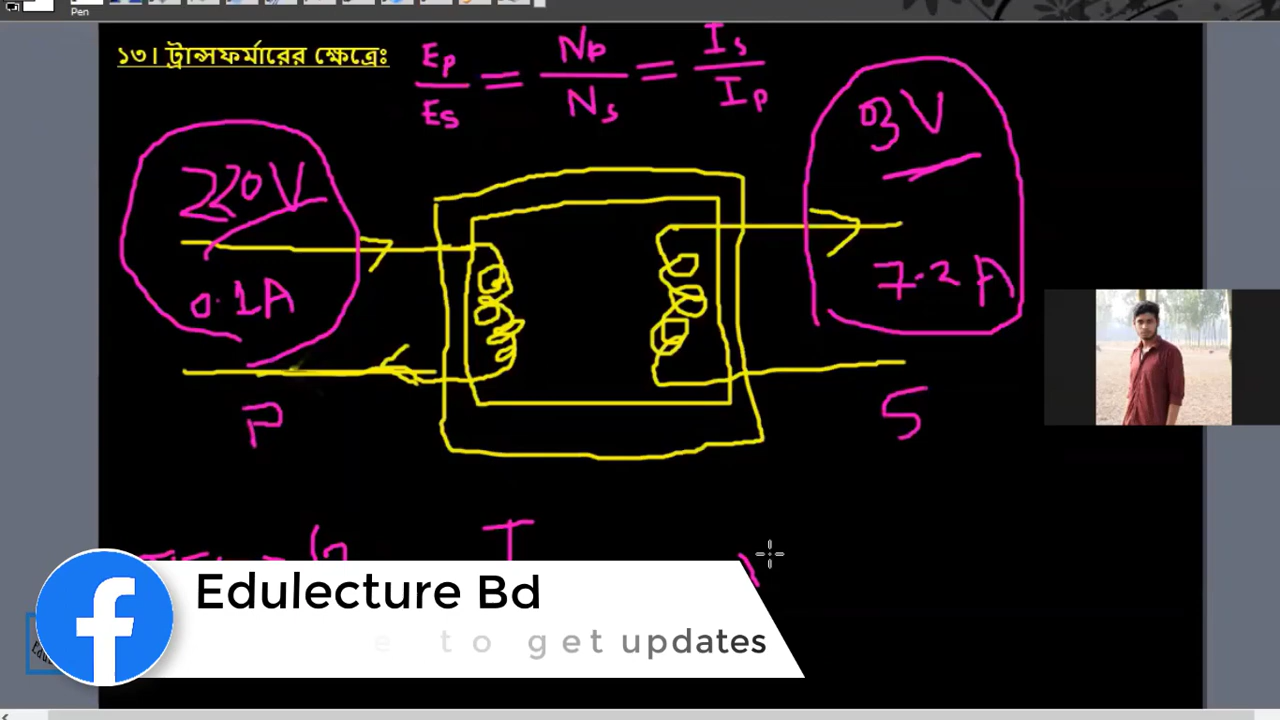 Pen
১৩। ট্রান্সফর্মারের ক্ষেত্রেঃ
Ep/Es = Np/Ns = Is/Ip
220V
3V
0.1A
7.2A
P
S
Edulecture Bd
to get updates